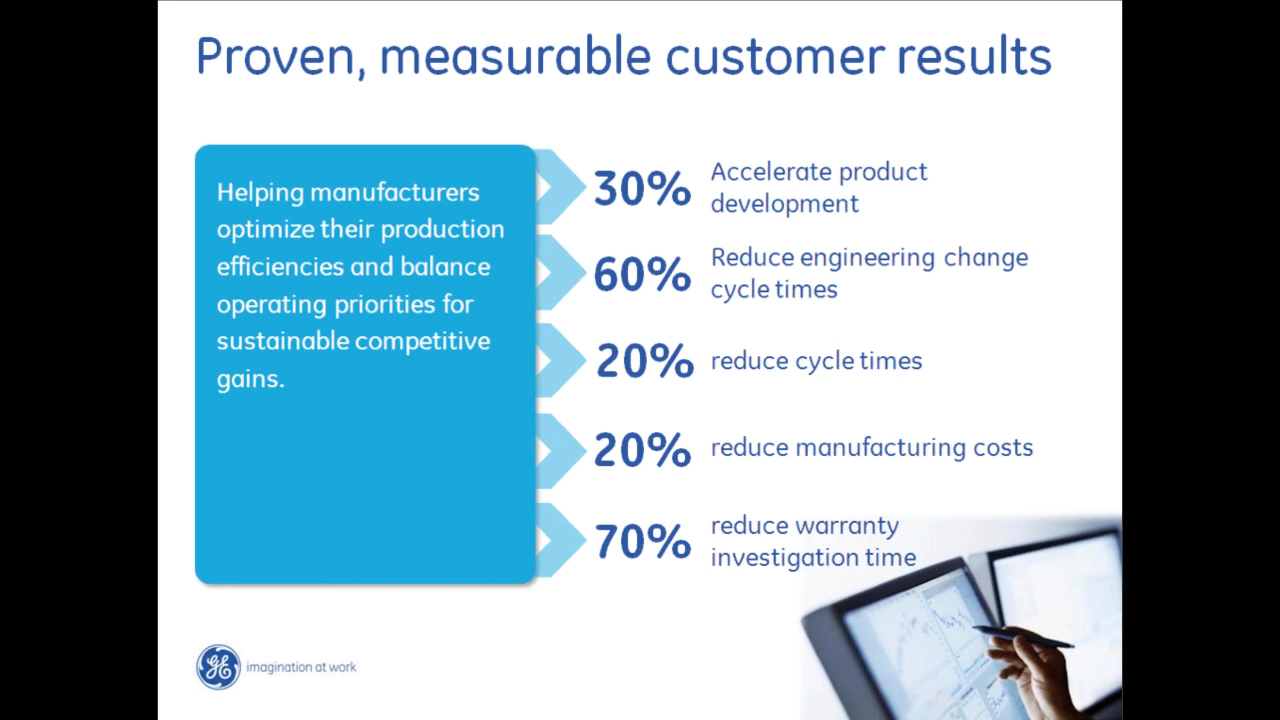 Proven, measurable customer results
Helping manufacturers
optimize their production
efficiencies and balance
operating priorities for
sustainable competitive
gains.
30%
Accelerate product
development
60%
Reduce engineering change
cycle times
20%
reduce cycle times
20%
reduce manufacturing costs
70%
reduce warranty
investigation time
GE
imagination at work